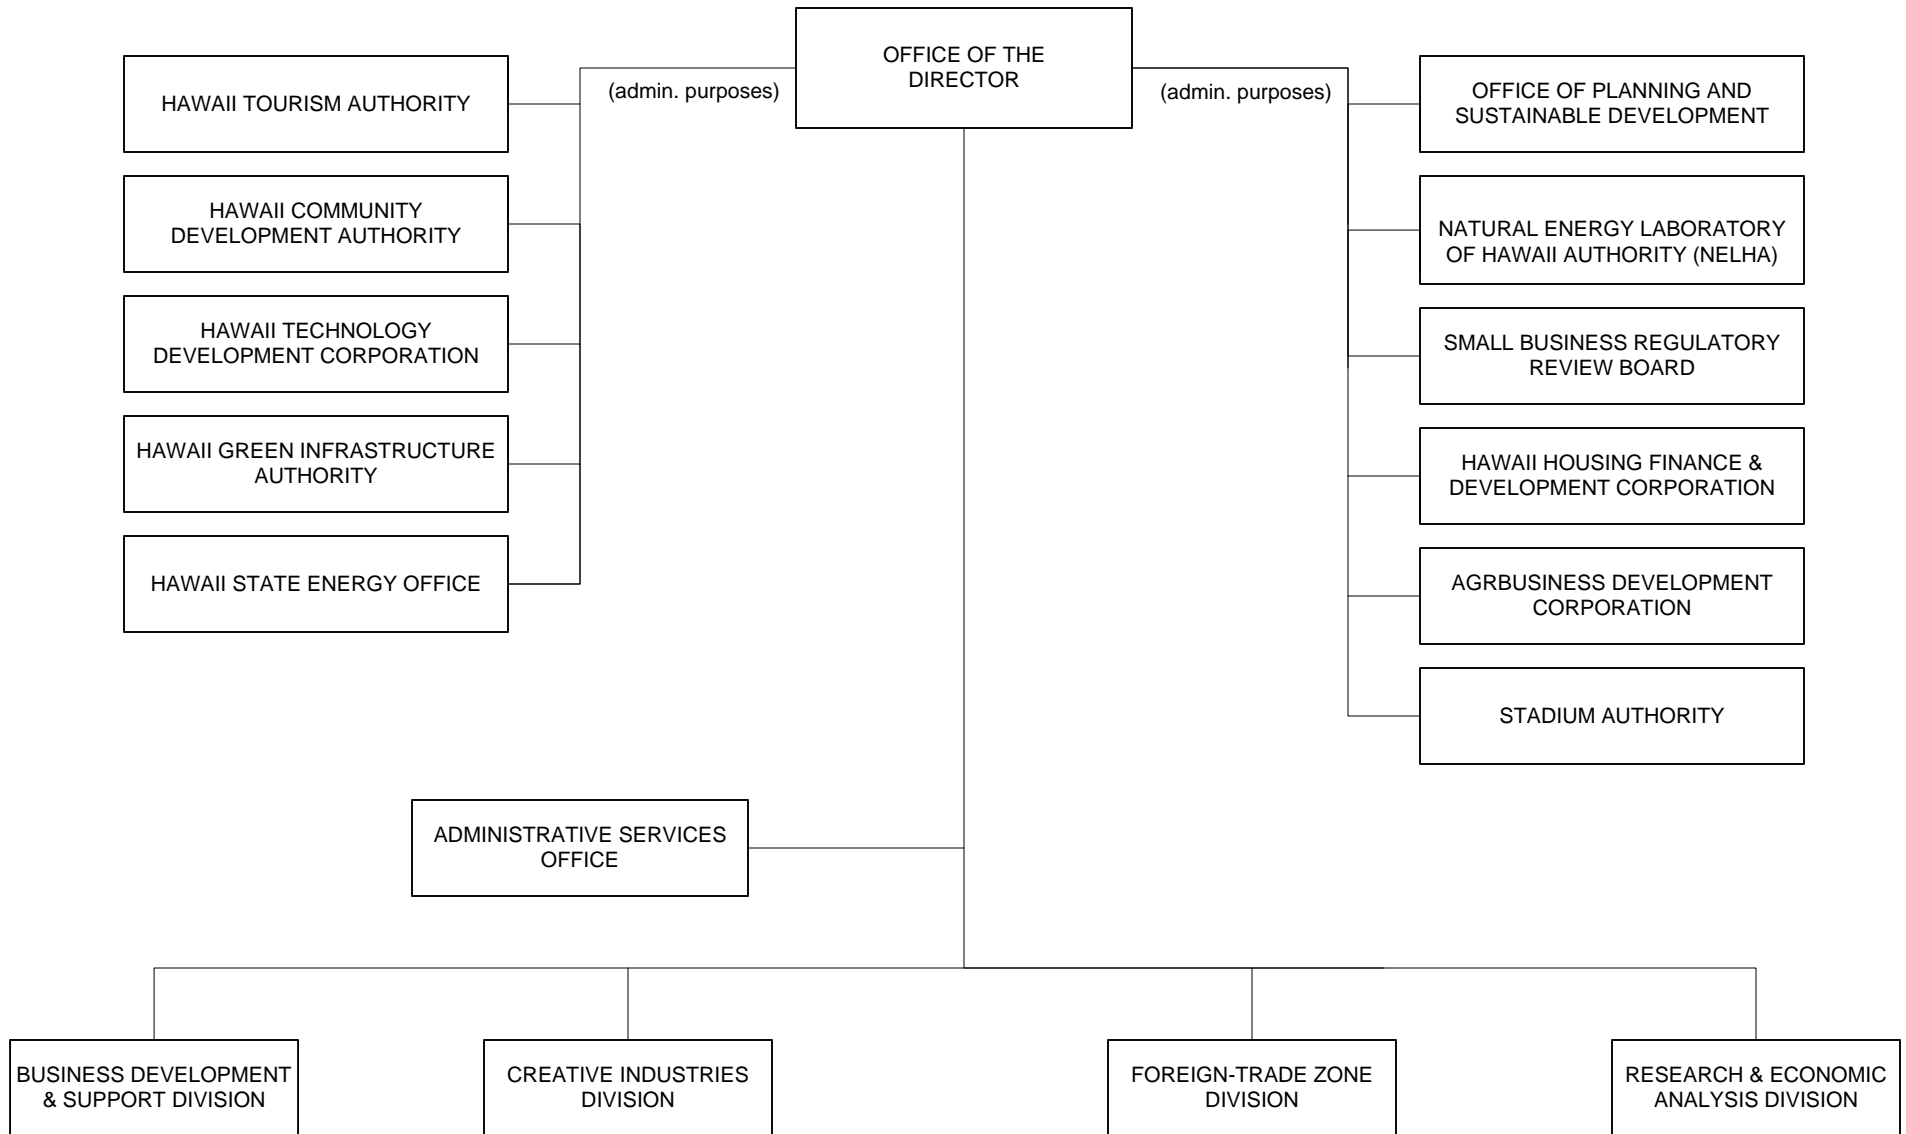 OFFICE OF THE
DIRECTOR
(admin. purposes)
(admin. purposes)
HAWAII TOURISM AUTHORITY
HAWAII COMMUNITY
DEVELOPMENT AUTHORITY
HAWAII TECHNOLOGY
DEVELOPMENT CORPORATION
HAWAII GREEN INFRASTRUCTURE
AUTHORITY
HAWAII STATE ENERGY OFFICE
OFFICE OF PLANNING AND
SUSTAINABLE DEVELOPMENT
NATURAL ENERGY LABORATORY
OF HAWAII AUTHORITY (NELHA)
SMALL BUSINESS REGULATORY
REVIEW BOARD
HAWAII HOUSING FINANCE &
DEVELOPMENT CORPORATION
AGRBUSINESS DEVELOPMENT
CORPORATION
STADIUM AUTHORITY
ADMINISTRATIVE SERVICES
OFFICE
BUSINESS DEVELOPMENT
& SUPPORT DIVISION
CREATIVE INDUSTRIES
DIVISION
FOREIGN-TRADE ZONE
DIVISION
RESEARCH & ECONOMIC
ANALYSIS DIVISION